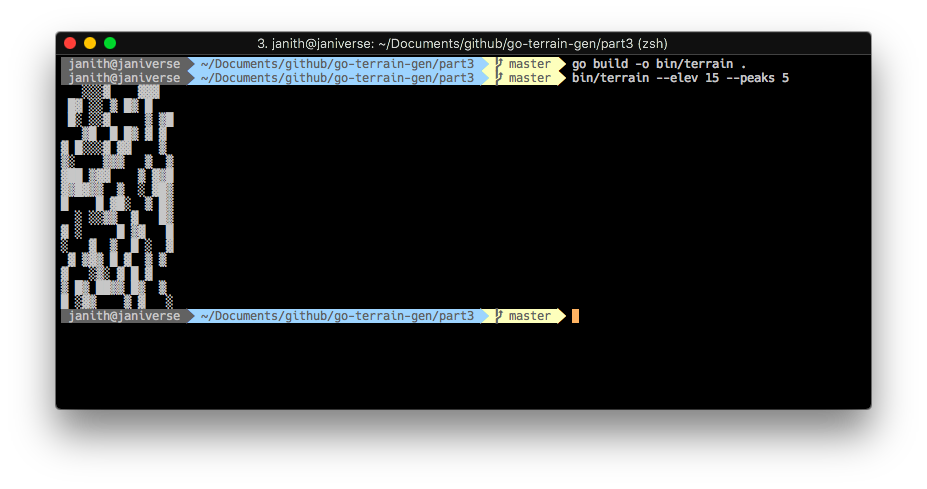 3. janith@janiverse: ~/Documents/github/go-terrain-gen/part3 (zsh)
janith@janiverse ~/Documents/github/go-terrain-gen/part3 master go build -o bin/terrain .
janith@janiverse ~/Documents/github/go-terrain-gen/part3 master bin/terrain --elev 15 --peaks 5
janith@janiverse ~/Documents/github/go-terrain-gen/part3 master